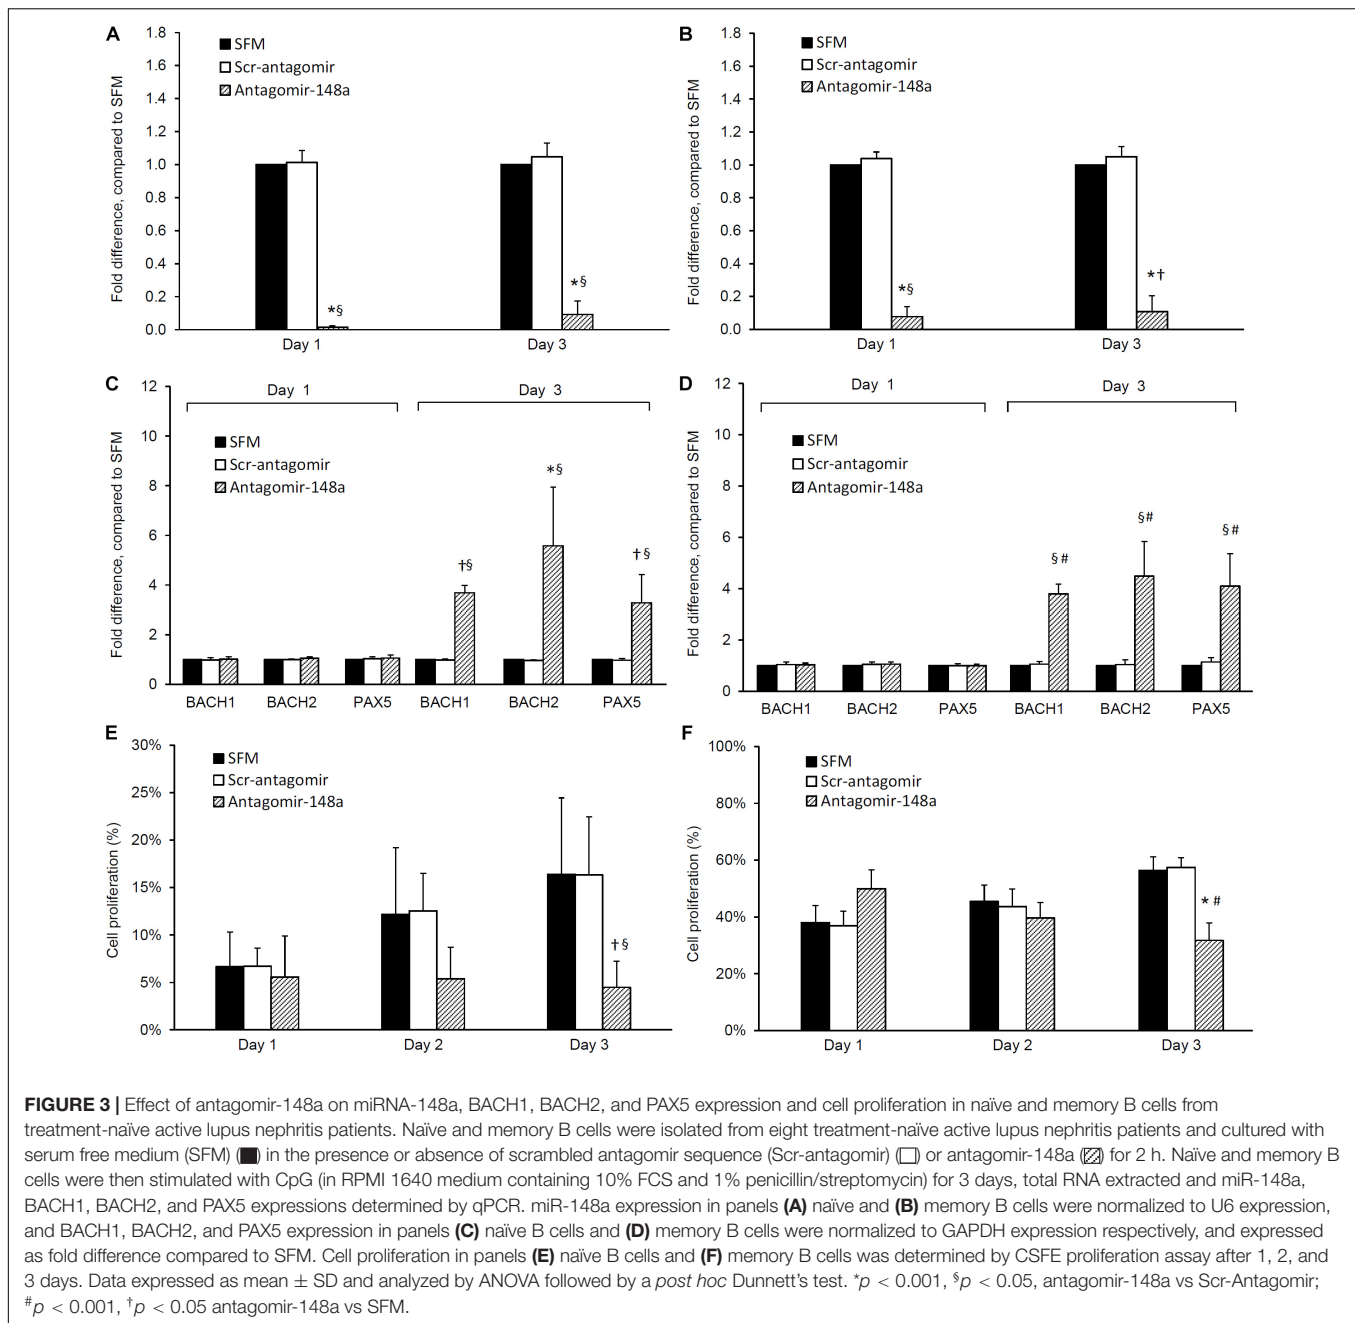 A
1.8
1.6
1.4
1.2
1.0
0.8
0.6
0.4
0.2
0.0
Fold difference, compared to SFM
SFM
Scr-antagomir
Antagomir-148a
*§
*§
Day 1
Day 3
B
1.8
1.6
1.4
1.2
1.0
0.8
0.6
0.4
0.2
0.0
Fold difference, compared to SFM
SFM
Scr-antagomir
Antagomir-148a
*§
*†
Day 1
Day 3
C
12
10
8
6
4
2
0
Fold difference, compared to SFM
Day 1
Day 3
SFM
Scr-antagomir
Antagomir-148a
†§
*§
†§
BACH1
BACH2
PAX5
BACH1
BACH2
PAX5
D
12
10
8
6
4
2
0
Fold difference, compared to SFM
Day 1
Day 3
SFM
Scr-antagomir
Antagomir-148a
§#
§#
§#
BACH1
BACH2
PAX5
BACH1
BACH2
PAX5
E
30%
25%
20%
15%
10%
5%
0%
Cell proliferation (%)
SFM
Scr-antagomir
Antagomir-148a
†§
Day 1
Day 2
Day 3
F
100%
80%
60%
40%
20%
0%
Cell proliferation (%)
SFM
Scr-antagomir
Antagomir-148a
*#
Day 1
Day 2
Day 3
FIGURE 3 | Effect of antagomir-148a on miRNA-148a, BACH1, BACH2, and PAX5 expression and cell proliferation in naïve and memory B cells from
treatment-naïve active lupus nephritis patients. Naïve and memory B cells were isolated from eight treatment-naïve active lupus nephritis patients and cultured with
serum free medium (SFM) (■) in the presence or absence of scrambled antagomir sequence (Scr-antagomir) (□) or antagomir-148a (▨) for 2 h. Naïve and memory B
cells were then stimulated with CpG (in RPMI 1640 medium containing 10% FCS and 1% penicillin/streptomycin) for 3 days, total RNA extracted and miR-148a,
BACH1, BACH2, and PAX5 expressions determined by qPCR. miR-148a expression in panels (A) naïve and (B) memory B cells were normalized to U6 expression,
and BACH1, BACH2, and PAX5 expression in panels (C) naïve B cells and (D) memory B cells were normalized to GAPDH expression respectively, and expressed
as fold difference compared to SFM. Cell proliferation in panels (E) naïve B cells and (F) memory B cells was determined by CSFE proliferation assay after 1, 2, and
3 days. Data expressed as mean ± SD and analyzed by ANOVA followed by a post hoc Dunnett's test. *p < 0.001, §p < 0.05, antagomir-148a vs Scr-Antagomir;
#p < 0.001, †p < 0.05 antagomir-148a vs SFM.